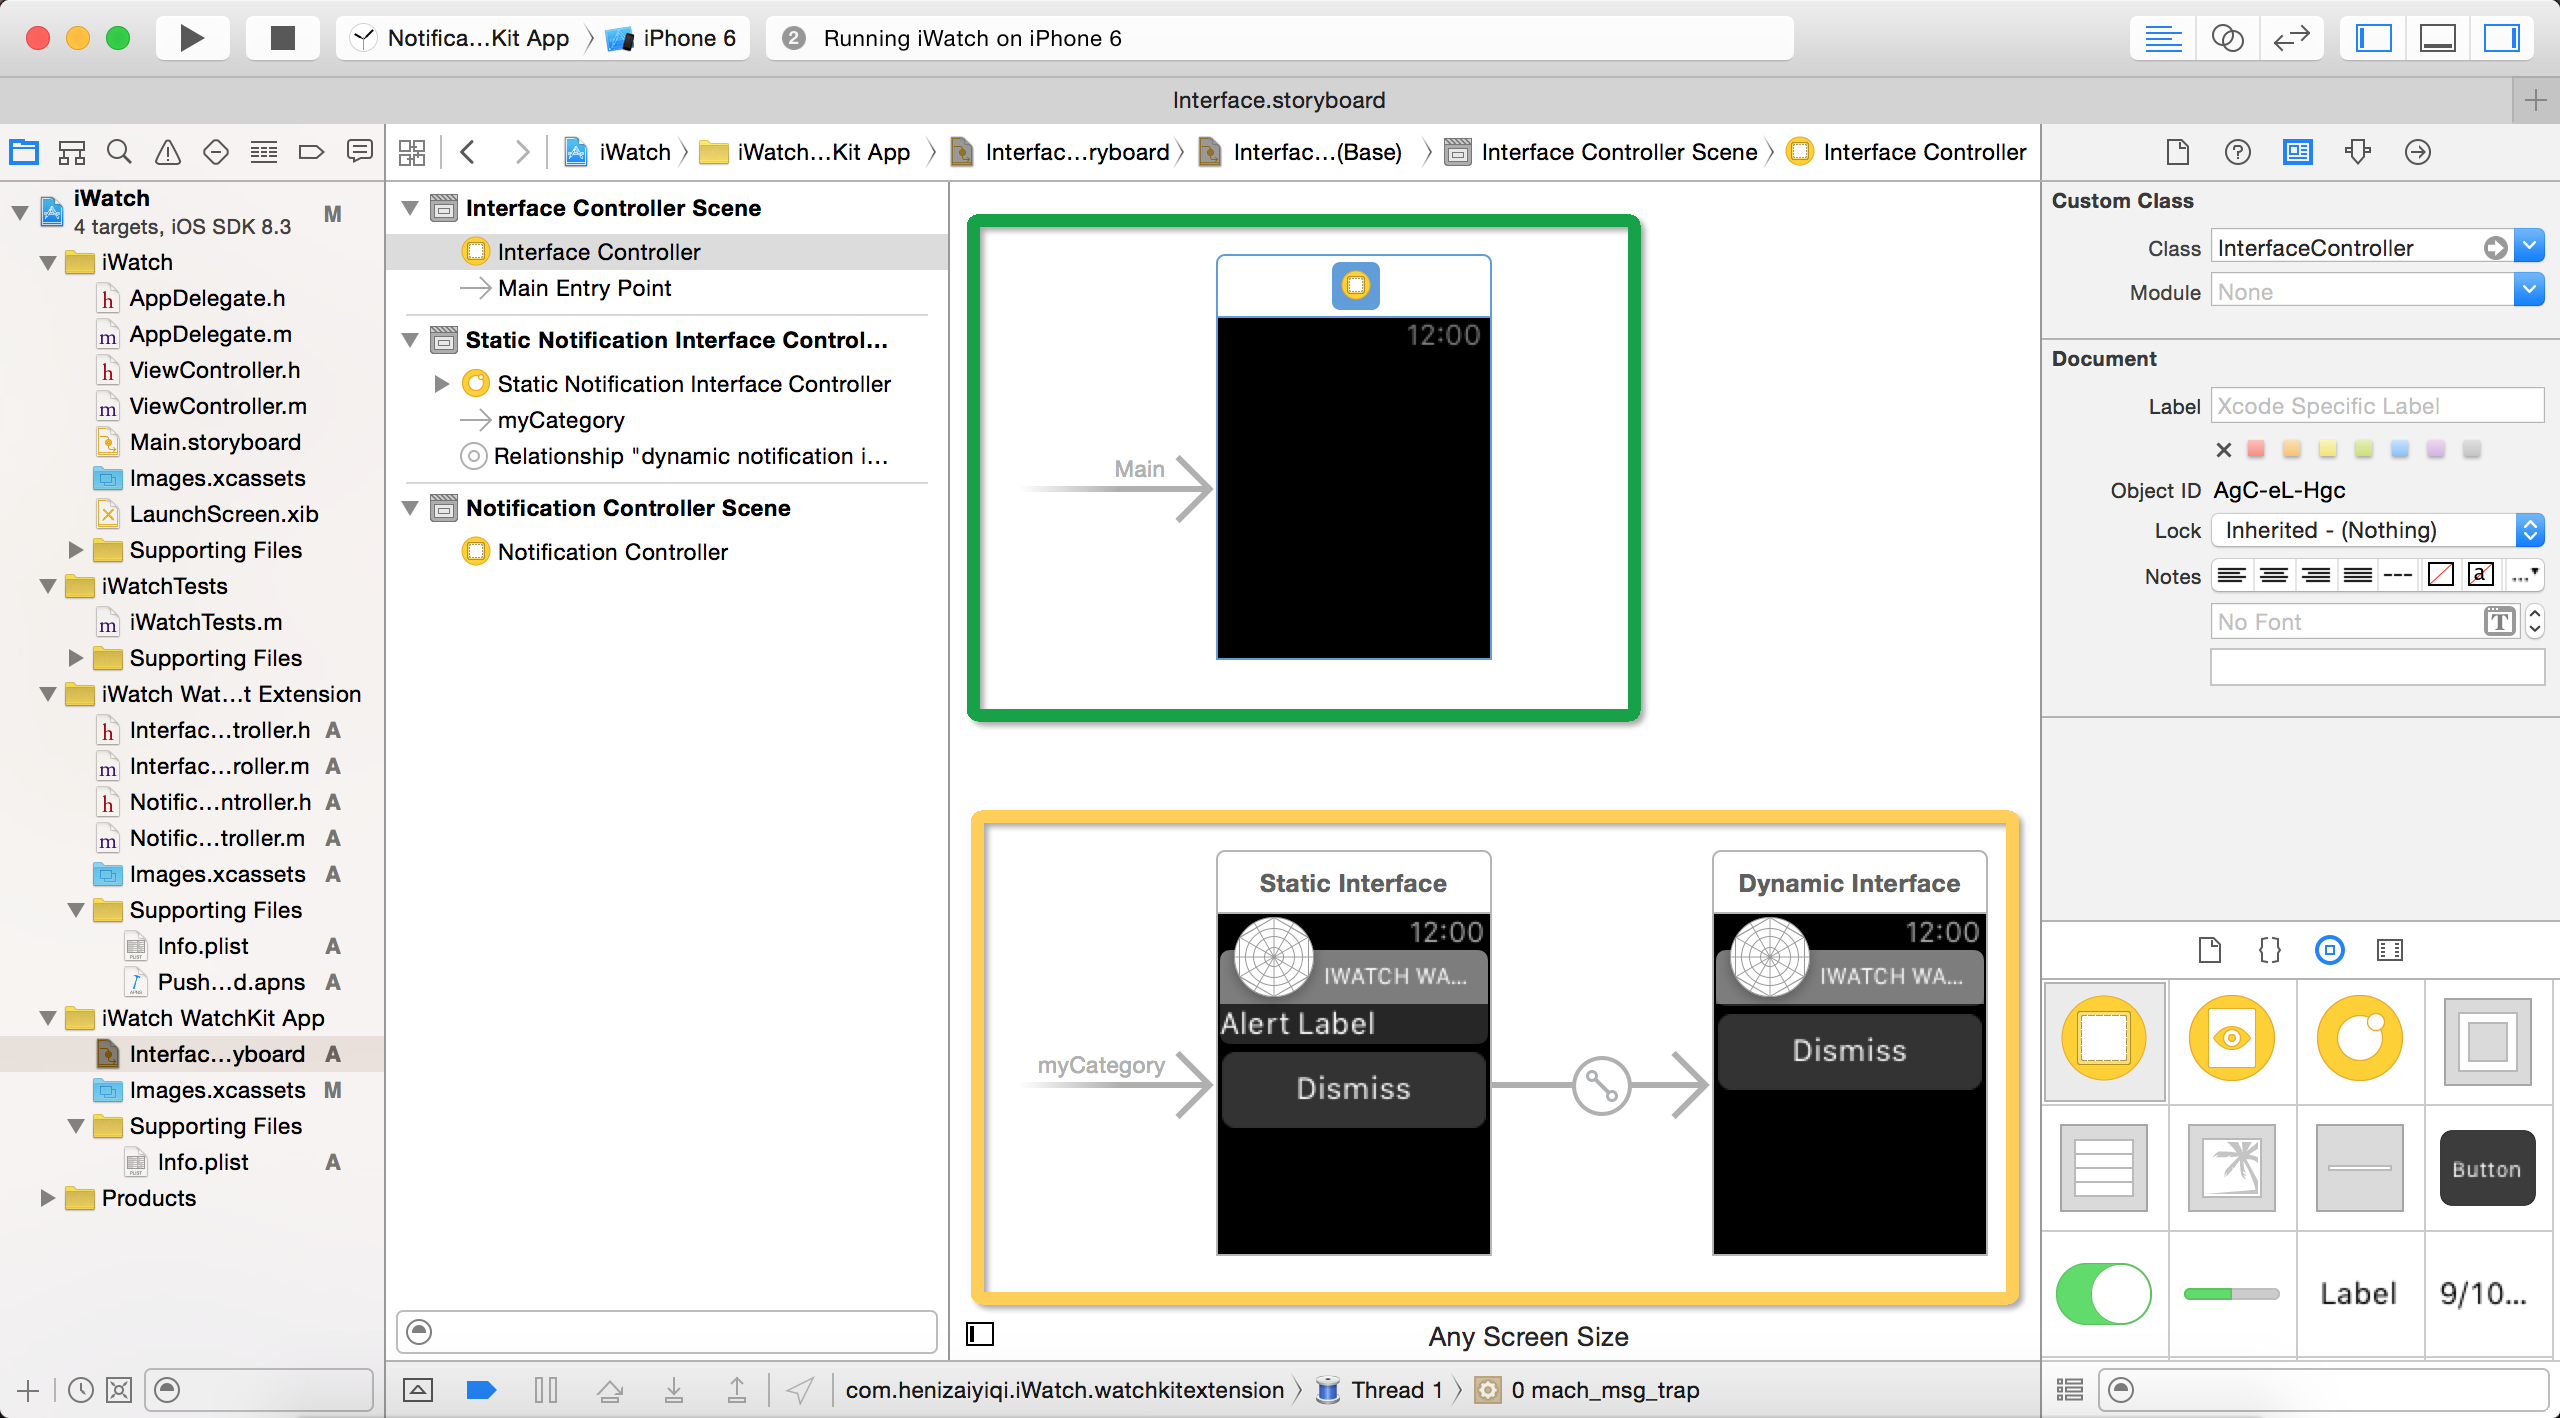 Notifica...Kit App
iPhone 6
2
Running iWatch on iPhone 6
Interface.storyboard
iWatch
iWatch...Kit App
Interfac...ryboard
Interfac...(Base)
Interface Controller Scene
Interface Controller
iWatch
4 targets, iOS SDK 8.3
M
iWatch
h AppDelegate.h
m AppDelegate.m
h ViewController.h
m ViewController.m
Main.storyboard
Images.xcassets
LaunchScreen.xib
Supporting Files
iWatchTests
m iWatchTests.m
Supporting Files
iWatch Wat...t Extension
h Interfac...troller.h A
m Interfac...roller.m A
h Notific...ntroller.h A
m Notific...troller.m A
Images.xcassets A
Supporting Files
Info.plist A
Push...d.apns A
iWatch WatchKit App
Interfac...yboard A
Images.xcassets M
Supporting Files
Info.plist A
Products
Interface Controller Scene
Interface Controller
Main Entry Point
Static Notification Interface Control...
Static Notification Interface Controller
myCategory
Relationship "dynamic notification i...
Notification Controller Scene
Notification Controller
12:00
Main
Static Interface
12:00
IWATCH WA...
Alert Label
Dismiss
myCategory
Dynamic Interface
12:00
IWATCH WA...
Dismiss
Any Screen Size
com.henizaiyiqi.iWatch.watchkitextension
Thread 1
0 mach_msg_trap
Custom Class
Class InterfaceController
Module None
Document
Label Xcode Specific Label
Object ID AgC-eL-Hgc
Lock Inherited - (Nothing)
Notes
a
...
No Font
T
{}
Button
Label
9/10...